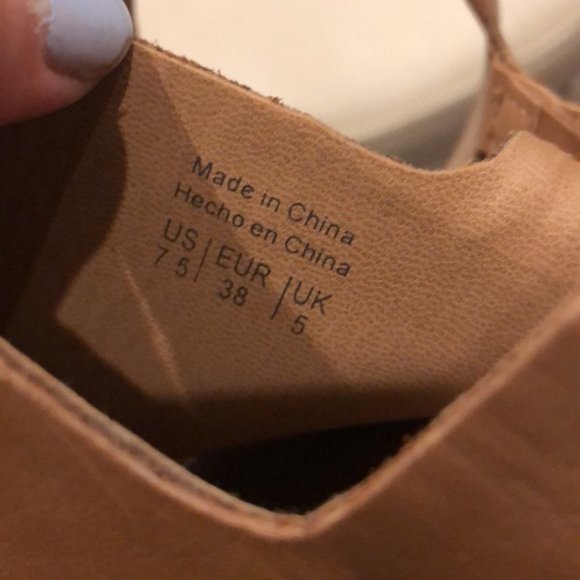 Made in China
Hecho en China
US | EUR | UK
7 5 | 38 | 5